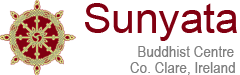 Sunyata
Buddhist Centre
Co. Clare, Ireland